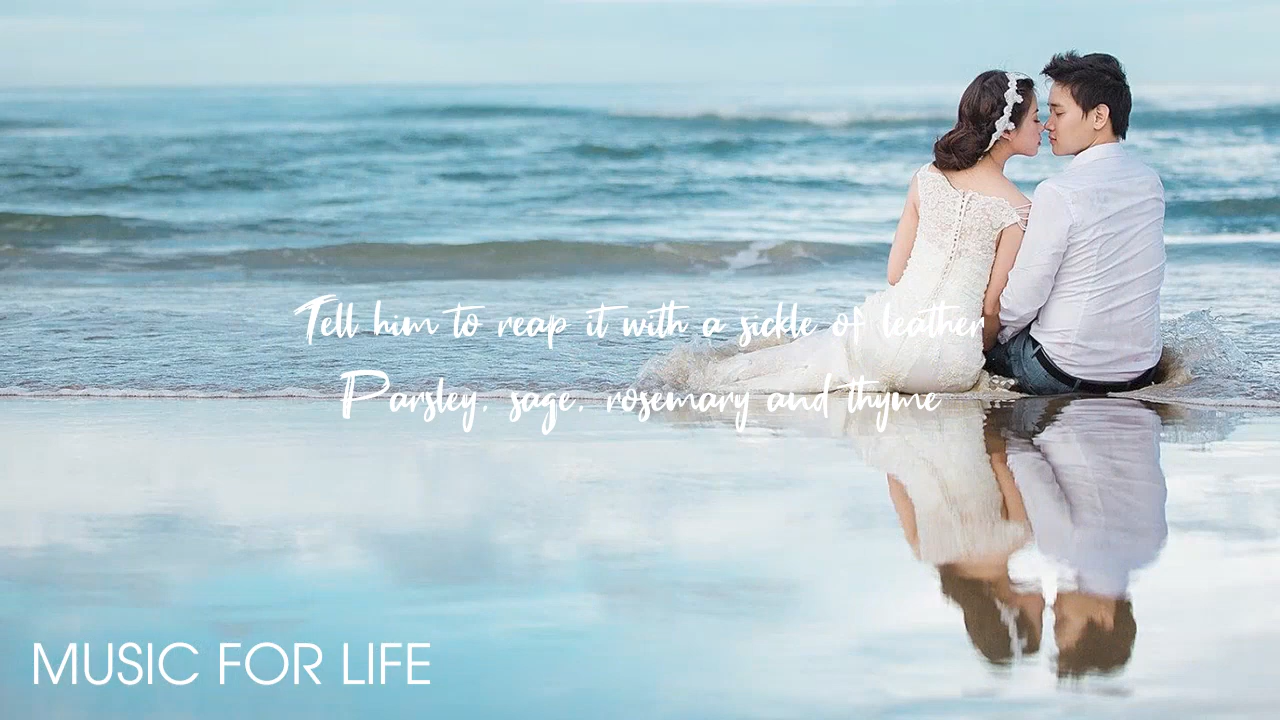 Tell him to reap it with a sickle of leather
Parsley, sage, rosemary and thyme
MUSIC FOR LIFE